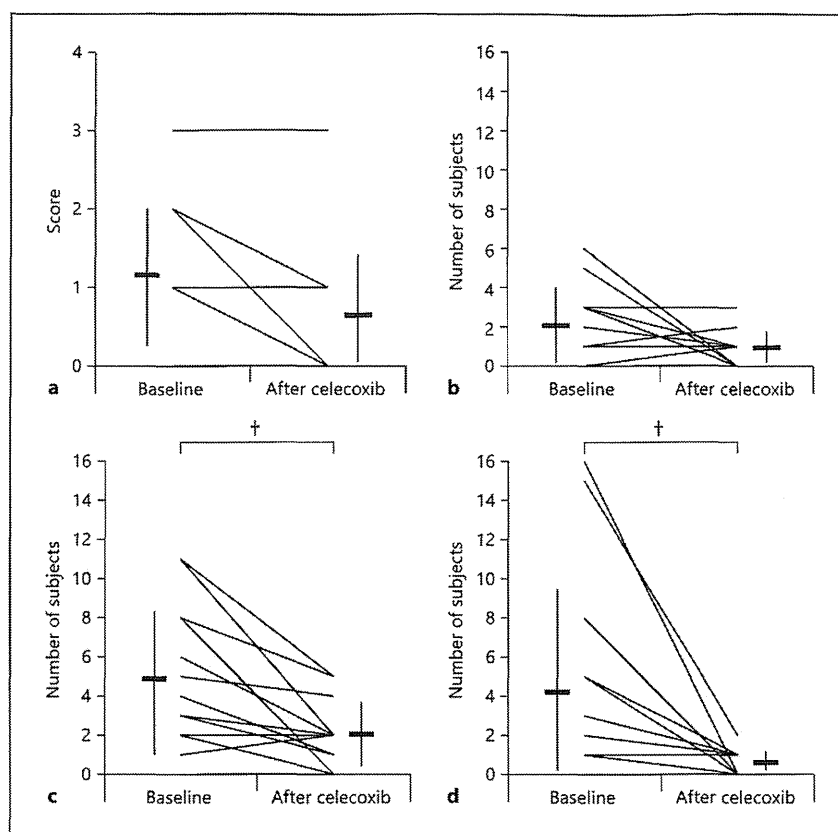 4
3
2
1
0
Score
a
Baseline
After celecoxib
16
14
12
10
8
6
4
2
0
Number of subjects
b
Baseline
After celecoxib
†
16
14
12
10
8
6
4
2
0
Number of subjects
c
Baseline
After celecoxib
†
16
14
12
10
8
6
4
2
0
Number of subjects
d
Baseline
After celecoxib